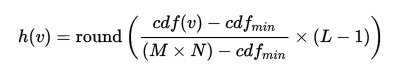 h(v) = round ( (cdf(v) − cdf_min) / ((M × N) − cdf_min) × (L − 1) )